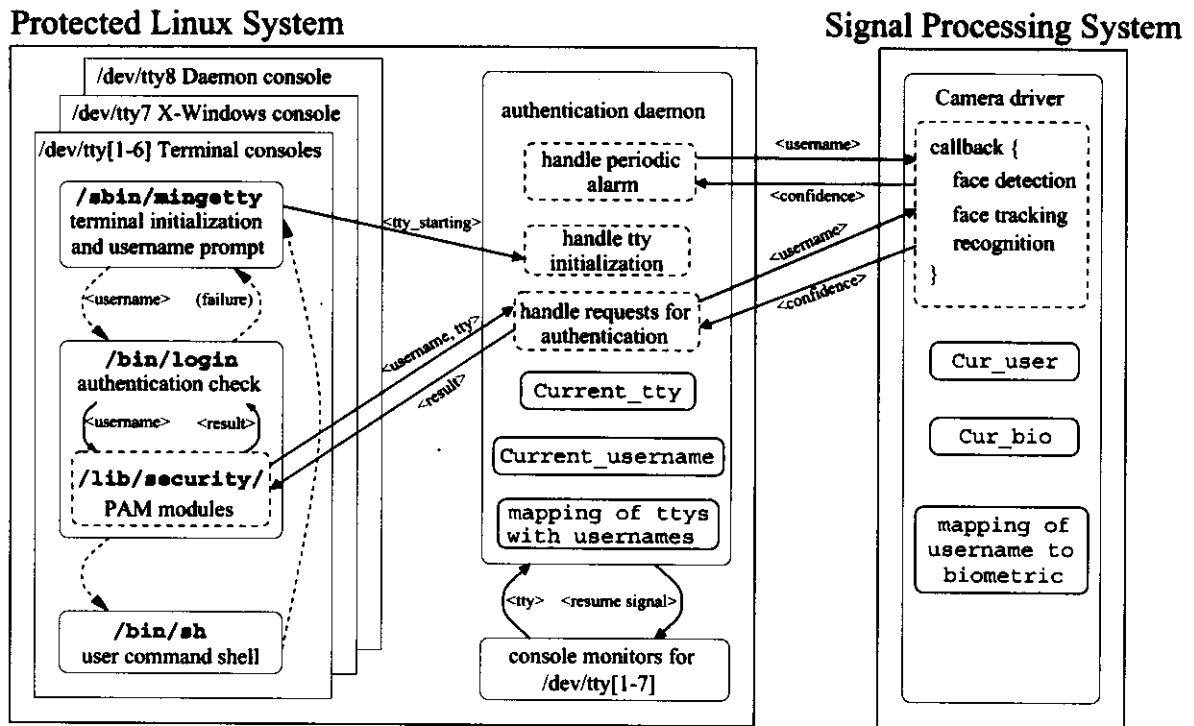 Protected Linux System
Signal Processing System
/dev/tty8 Daemon console
/dev/tty7 X-Windows console
/dev/tty[1-6] Terminal consoles
/sbin/mingetty
terminal initialization
and username prompt
<username>
(failure)
/bin/login
authentication check
<username>
<result>
/lib/security/
PAM modules
/bin/sh
user command shell
<tty_starting>
<username, tty>
<result>
authentication daemon
handle periodic
alarm
handle tty
initialization
handle requests for
authentication
Current_tty
Current_username
mapping of ttys
with usernames
<tty>
<resume signal>
console monitors for
/dev/tty[1-7]
<username>
<confidence>
<username>
<confidence>
Camera driver
callback {
face detection
face tracking
recognition
}
Cur_user
Cur_bio
mapping of
username to
biometric